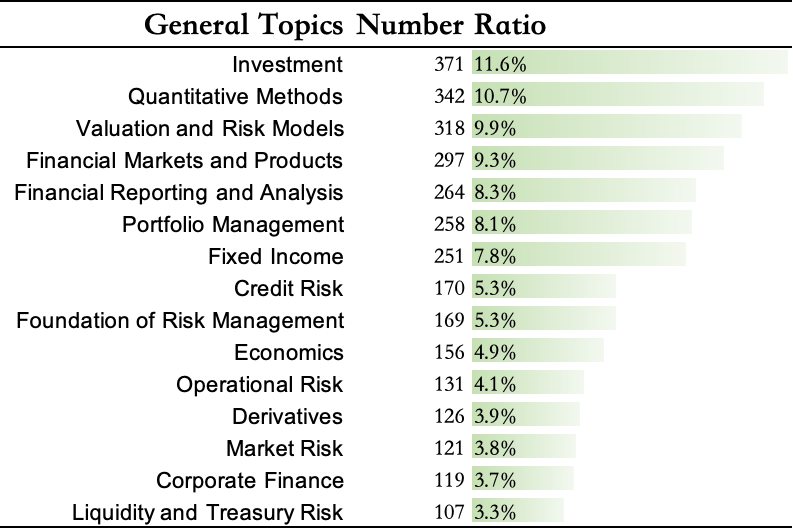 General Topics Number Ratio
Investment 371 11.6%
Quantitative Methods 342 10.7%
Valuation and Risk Models 318 9.9%
Financial Markets and Products 297 9.3%
Financial Reporting and Analysis 264 8.3%
Portfolio Management 258 8.1%
Fixed Income 251 7.8%
Credit Risk 170 5.3%
Foundation of Risk Management 169 5.3%
Economics 156 4.9%
Operational Risk 131 4.1%
Derivatives 126 3.9%
Market Risk 121 3.8%
Corporate Finance 119 3.7%
Liquidity and Treasury Risk 107 3.3%